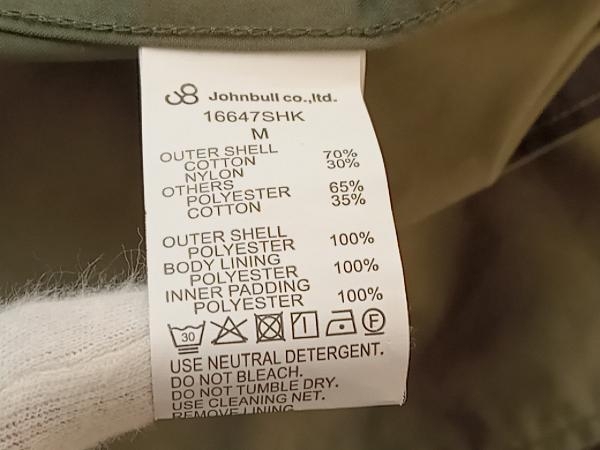 Johnbull co.,ltd.
16647SHK
M
OUTER SHELL
COTTON 70%
NYLON 30%
OTHERS
POLYESTER 65%
COTTON 35%
OUTER SHELL
POLYESTER 100%
BODY LINING
POLYESTER 100%
INNER PADDING
POLYESTER 100%
30 F
USE NEUTRAL DETERGENT.
DO NOT BLEACH.
DO NOT TUMBLE DRY.
USE CLEANING NET.
REMOVE LINING